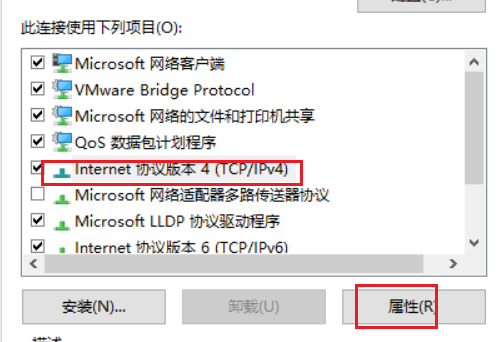 此连接使用下列项目(O):
Microsoft 网络客户端
VMware Bridge Protocol
Microsoft 网络的文件和打印机共享
QoS 数据包计划程序
Internet 协议版本 4 (TCP/IPv4)
Microsoft 网络适配器多路传送器协议
Microsoft LLDP 协议驱动程序
Internet 协议版本 6 (TCP/IPv6)
安装(N)... 卸载(U) 属性(R)